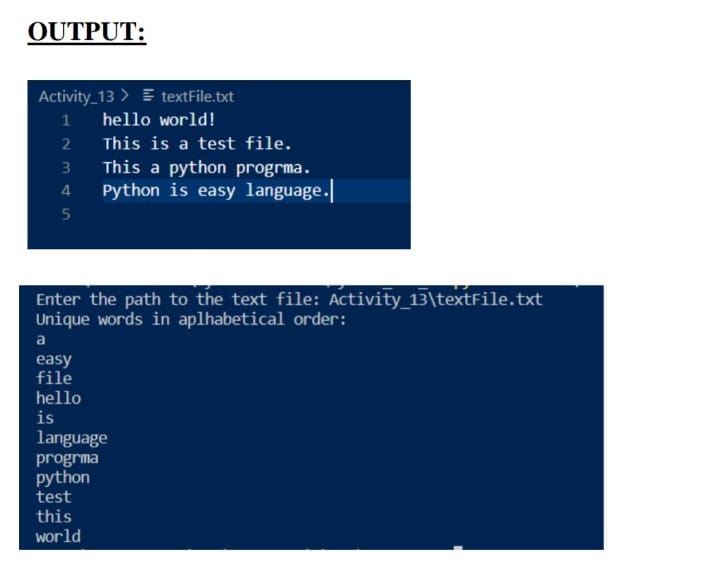 OUTPUT:
Activity_13 > textFile.txt
1 hello world!
2 This is a test file.
3 This a python progrma.
4 Python is easy language.
5
Enter the path to the text file: Activity_13\textFile.txt
Unique words in aplhabetical order:
a
easy
file
hello
is
language
progrma
python
test
this
world